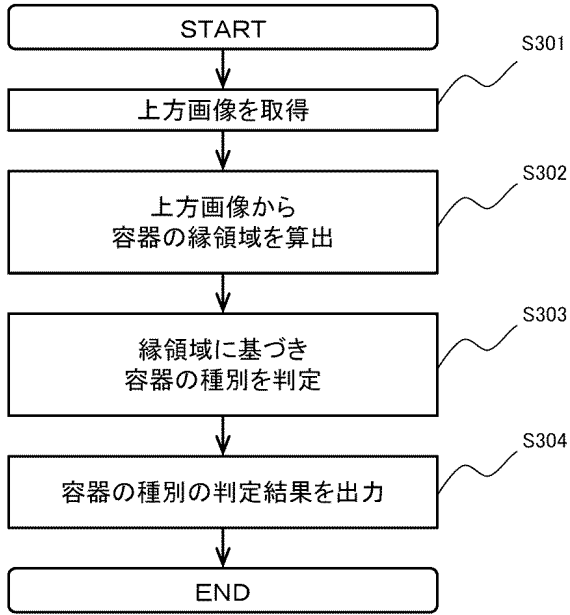 START
S301
上方画像を取得
S302
上方画像から
容器の縁領域を算出
S303
縁領域に基づき
容器の種別を判定
S304
容器の種別の判定結果を出力
END